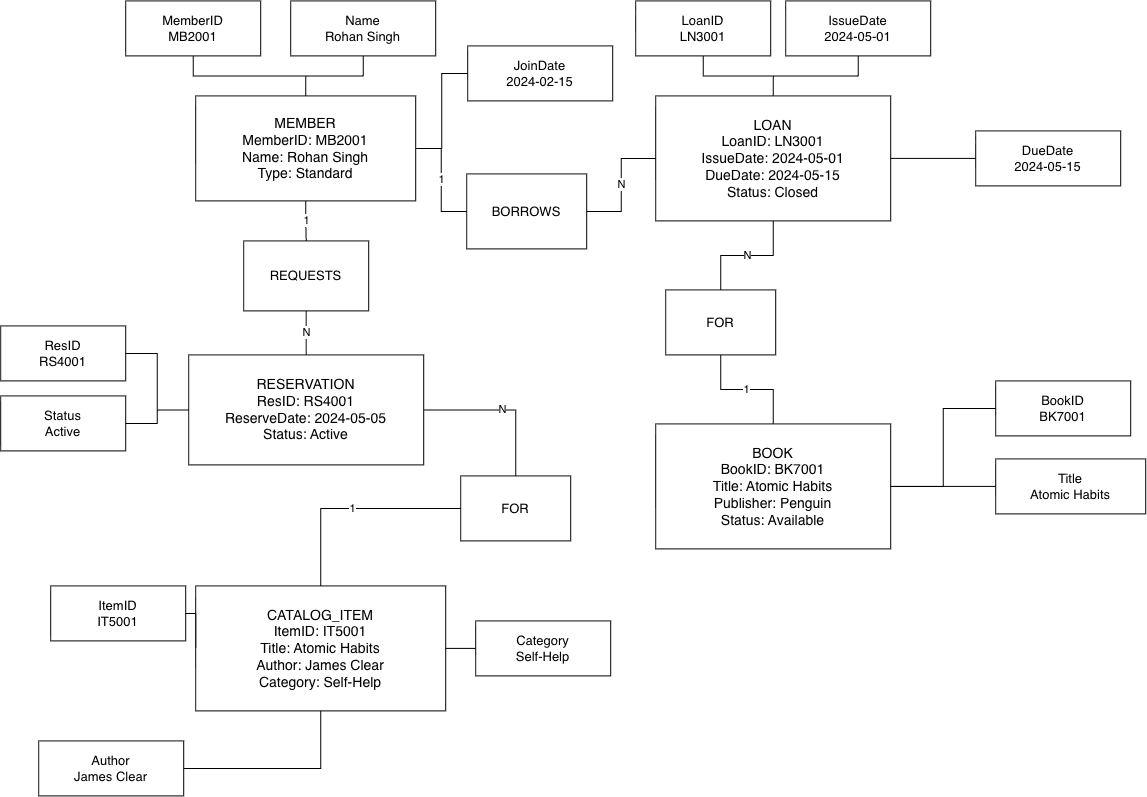 MemberID
MB2001
Name
Rohan Singh
LoanID
LN3001
IssueDate
2024-05-01
JoinDate
2024-02-15
MEMBER
MemberID: MB2001
Name: Rohan Singh
Type: Standard
LOAN
LoanID: LN3001
IssueDate: 2024-05-01
DueDate: 2024-05-15
Status: Closed
DueDate
2024-05-15
1
N
BORROWS
1
REQUESTS
N
N
FOR
1
ResID
RS4001
Status
Active
RESERVATION
ResID: RS4001
ReserveDate: 2024-05-05
Status: Active
N
BookID
BK7001
BOOK
BookID: BK7001
Title: Atomic Habits
Publisher: Penguin
Status: Available
Title
Atomic Habits
FOR
1
ItemID
IT5001
CATALOG_ITEM
ItemID: IT5001
Title: Atomic Habits
Author: James Clear
Category: Self-Help
Category
Self-Help
Author
James Clear